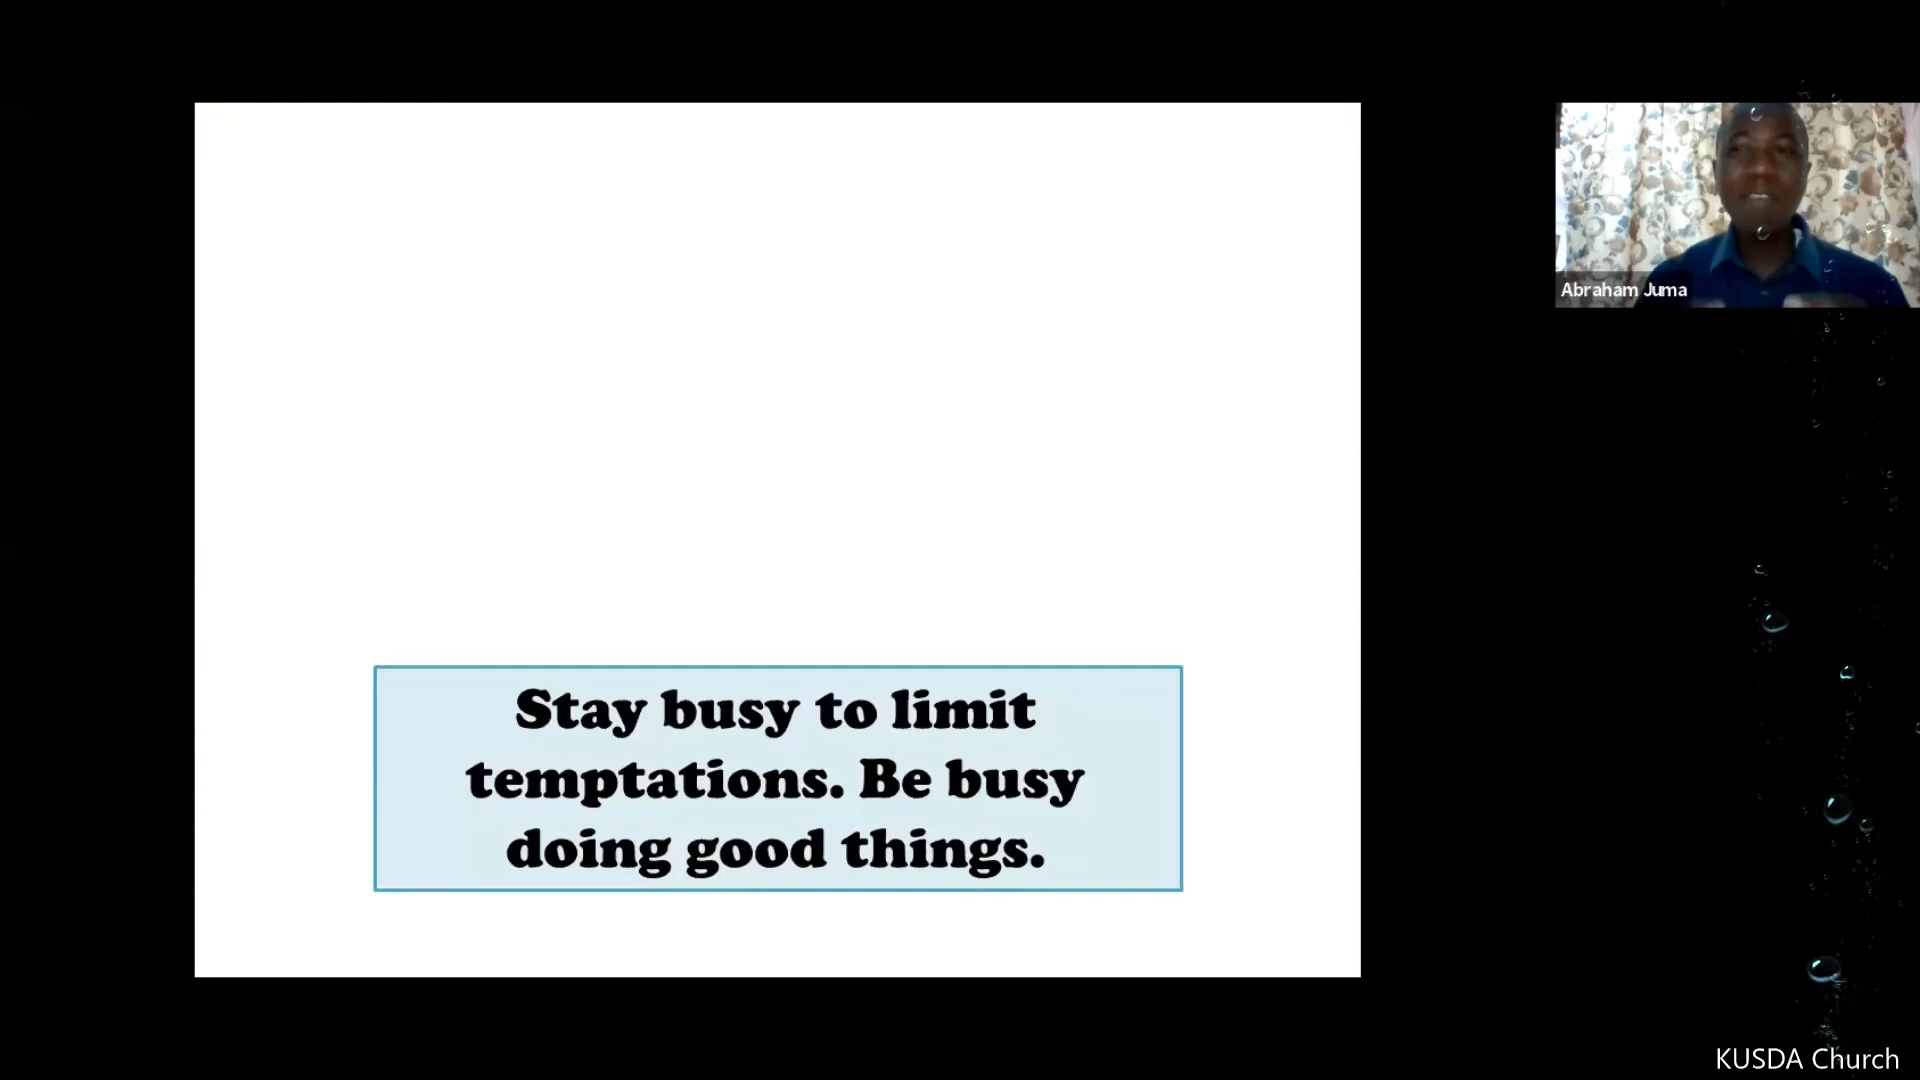 Stay busy to limit
temptations. Be busy
doing good things.
Abraham Juma
KUSDA Church